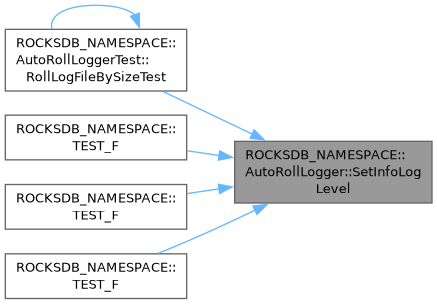 ROCKSDB_NAMESPACE::
AutoRollLoggerTest::
RollLogFileBySizeTest
ROCKSDB_NAMESPACE::
TEST_F
ROCKSDB_NAMESPACE::
TEST_F
ROCKSDB_NAMESPACE::
TEST_F
ROCKSDB_NAMESPACE::
AutoRollLogger::SetInfoLog
Level